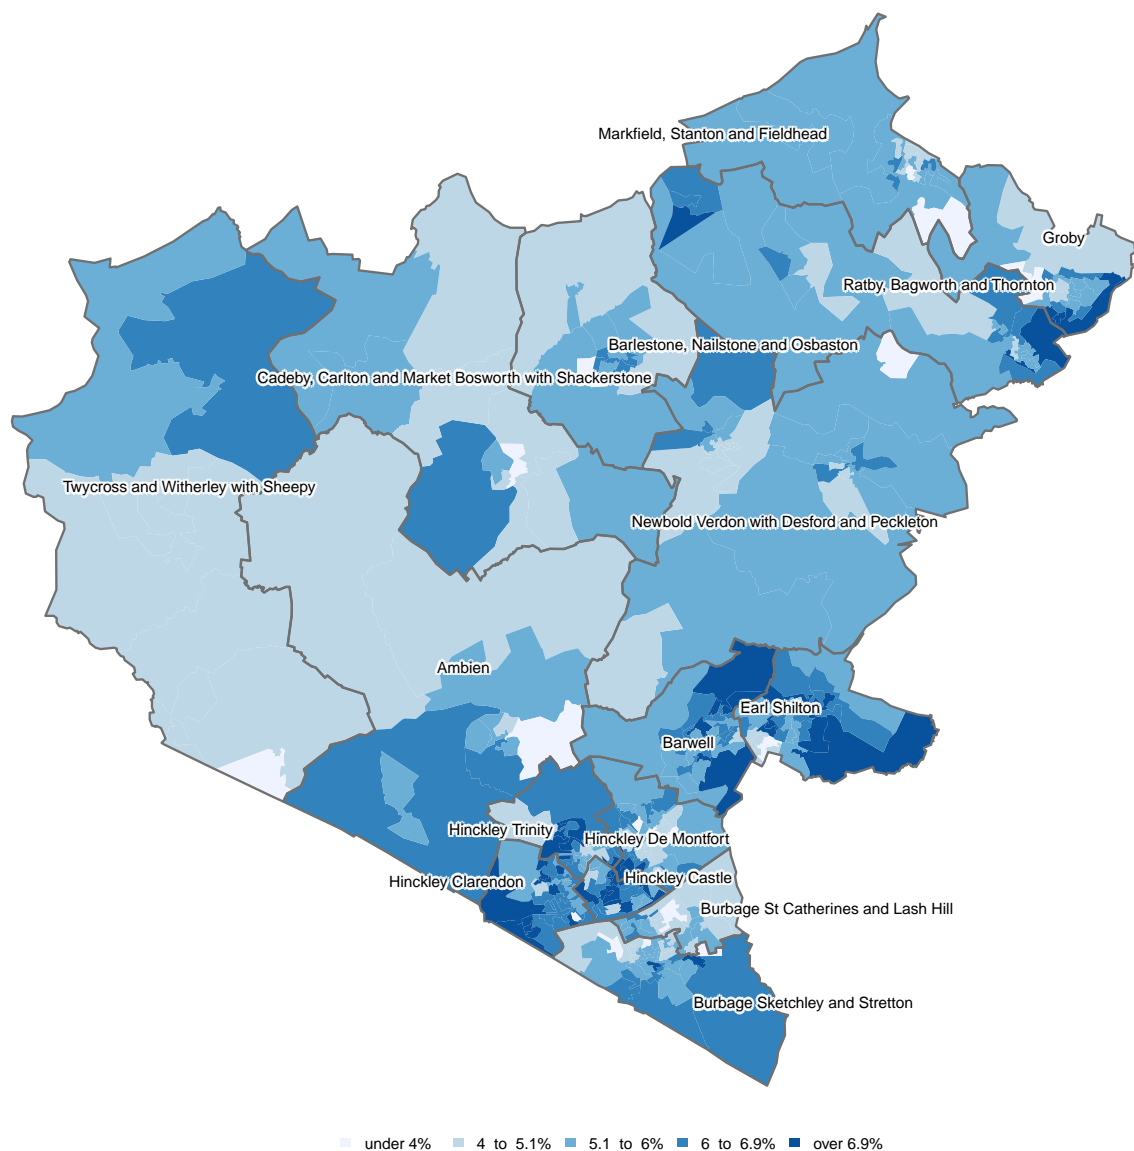 Markfield, Stanton and Fieldhead
Groby
Ratby, Bagworth and Thornton
Barlestone, Nailstone and Osbaston
Cadeby, Carlton and Market Bosworth with Shackerstone
Twycross and Witherley with Sheepy
Newbold Verdon with Desford and Peckleton
Ambien
Earl Shilton
Barwell
Hinckley Trinity
Hinckley De Montfort
Hinckley Clarendon
Hinckley Castle
Burbage St Catherines and Lash Hill
Burbage Sketchley and Stretton
under 4% 4 to 5.1% 5.1 to 6% 6 to 6.9% over 6.9%